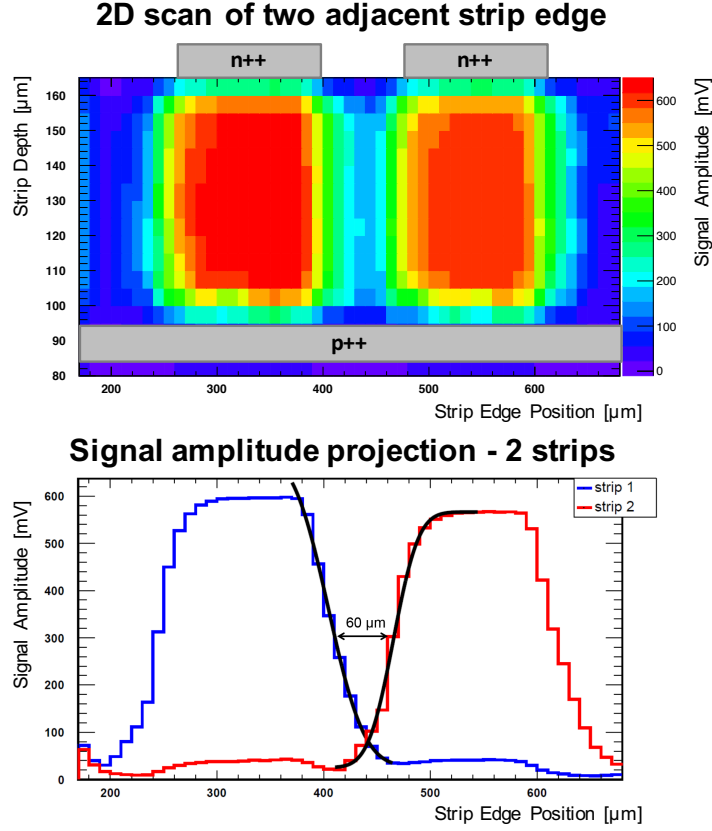 2D scan of two adjacent strip edge
n++ n++
Strip Depth [µm]
160
150
140
130
120
110
100
90
80
p++
200 300 400 500 600
Strip Edge Position [µm]
600
500
400
300
200
100
0
Signal Amplitude [mV]
Signal amplitude projection - 2 strips
Signal Amplitude [mV]
600
500
400
300
200
100
0
strip 1
strip 2
60 µm
200 300 400 500 600
Strip Edge Position [µm]